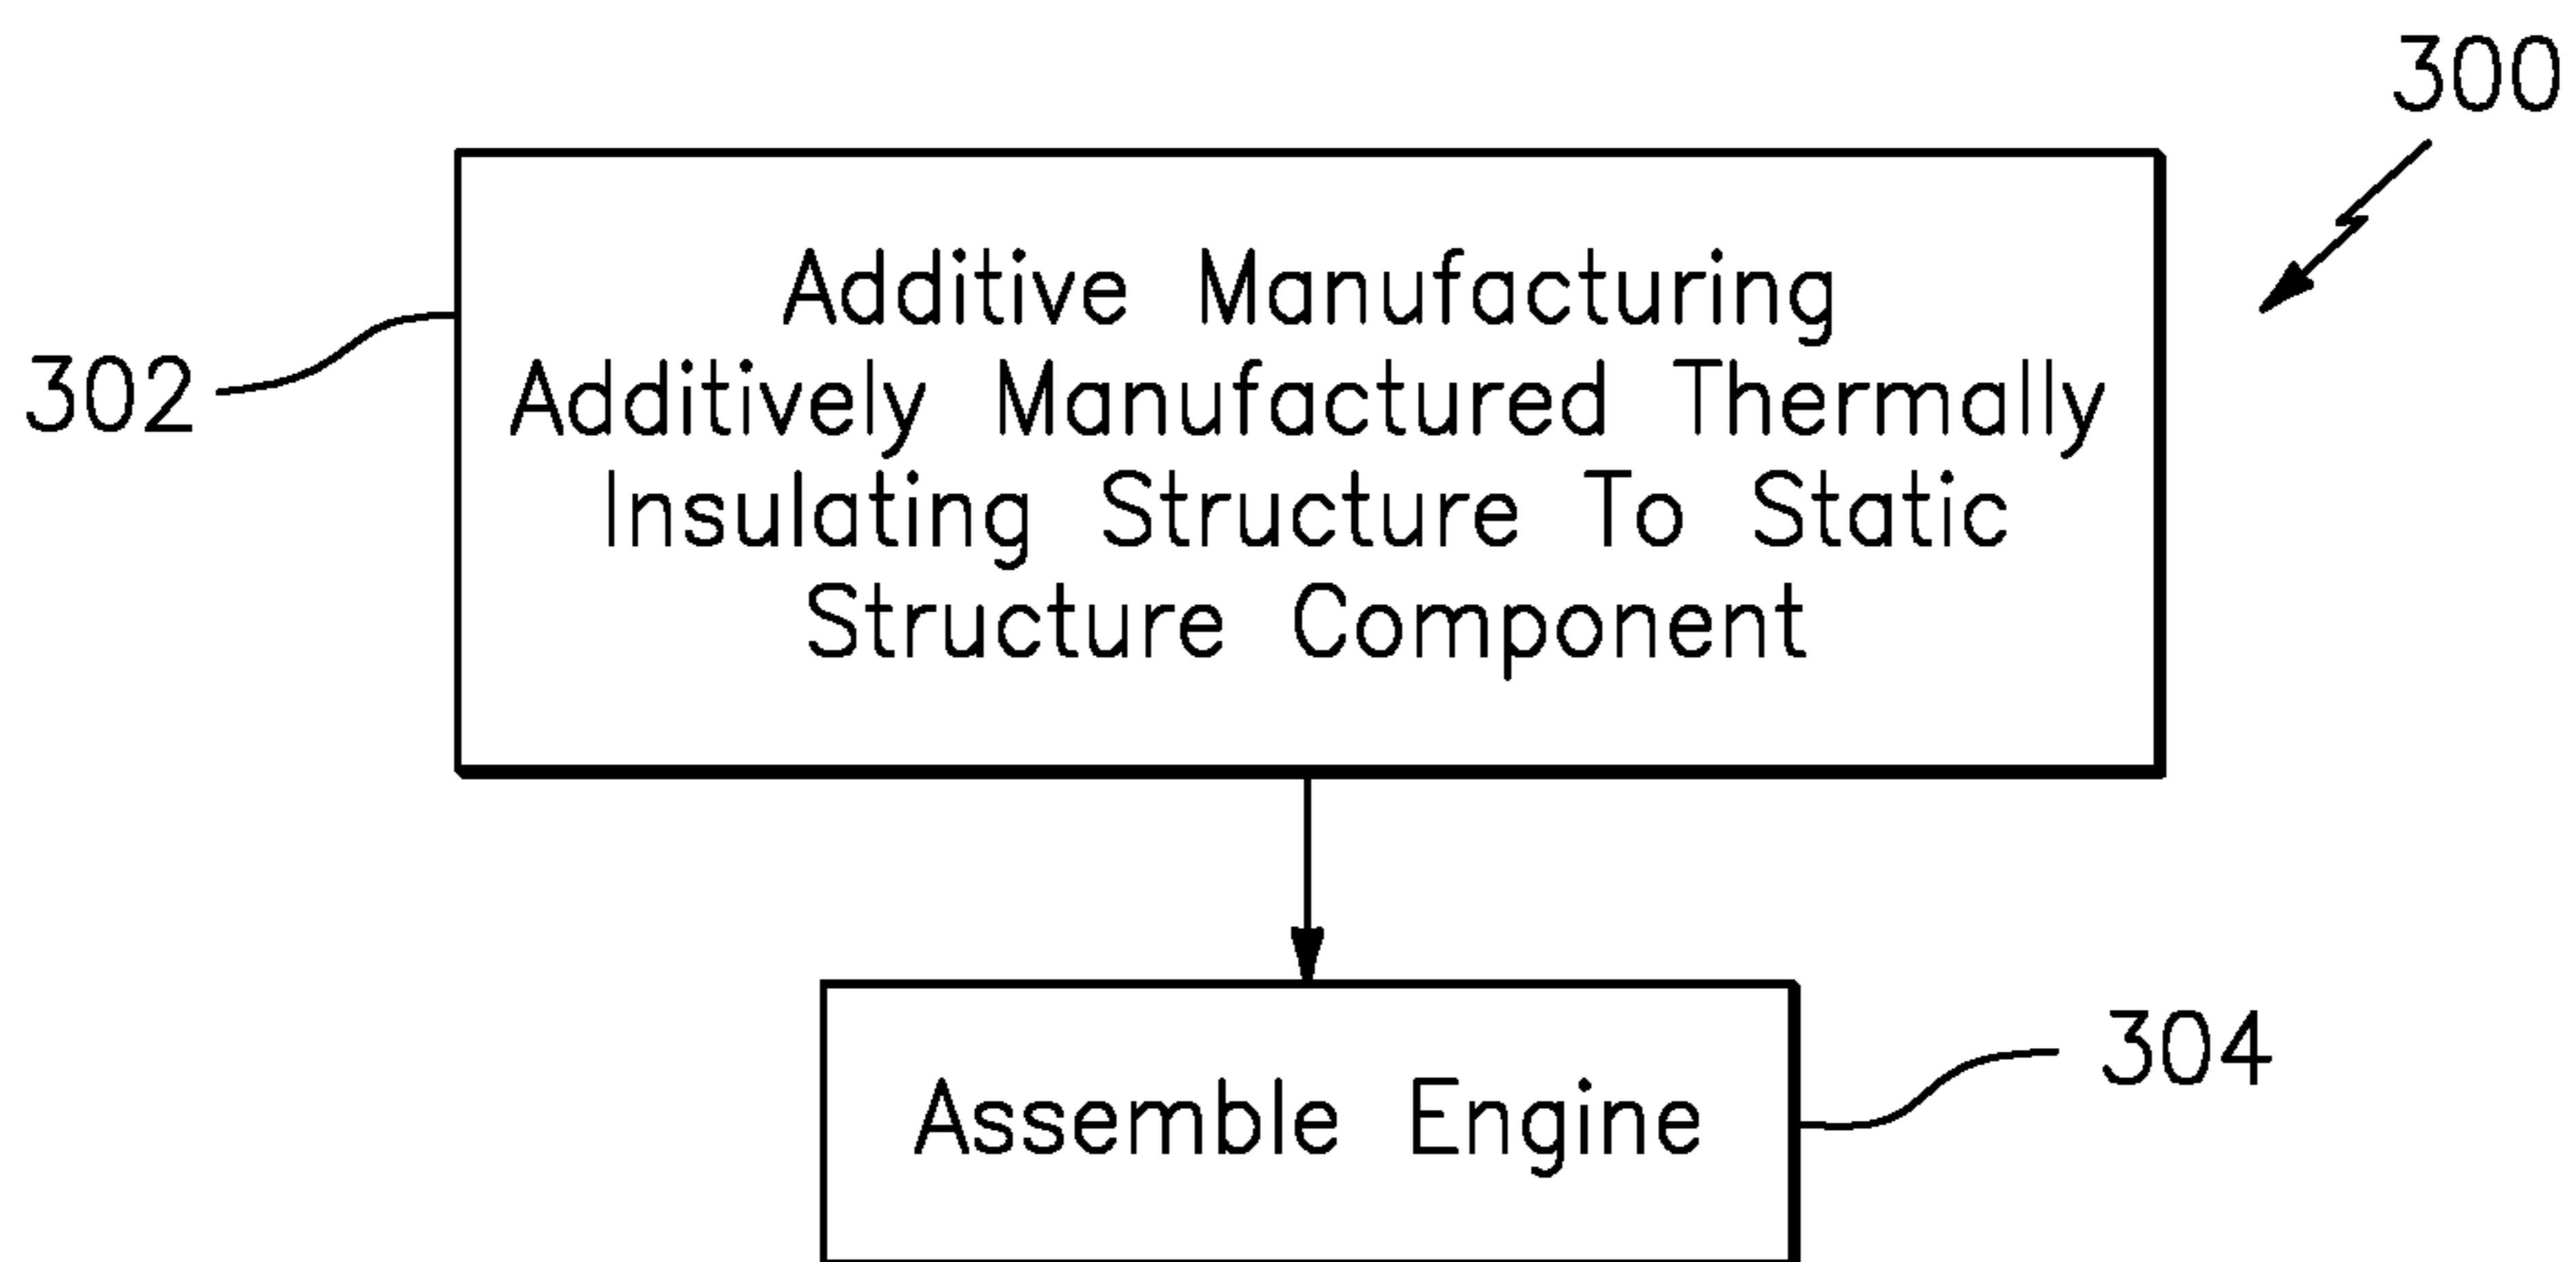 300
Additive Manufacturing
Additively Manufactured Thermally
Insulating Structure To Static
Structure Component
302
Assemble Engine
304